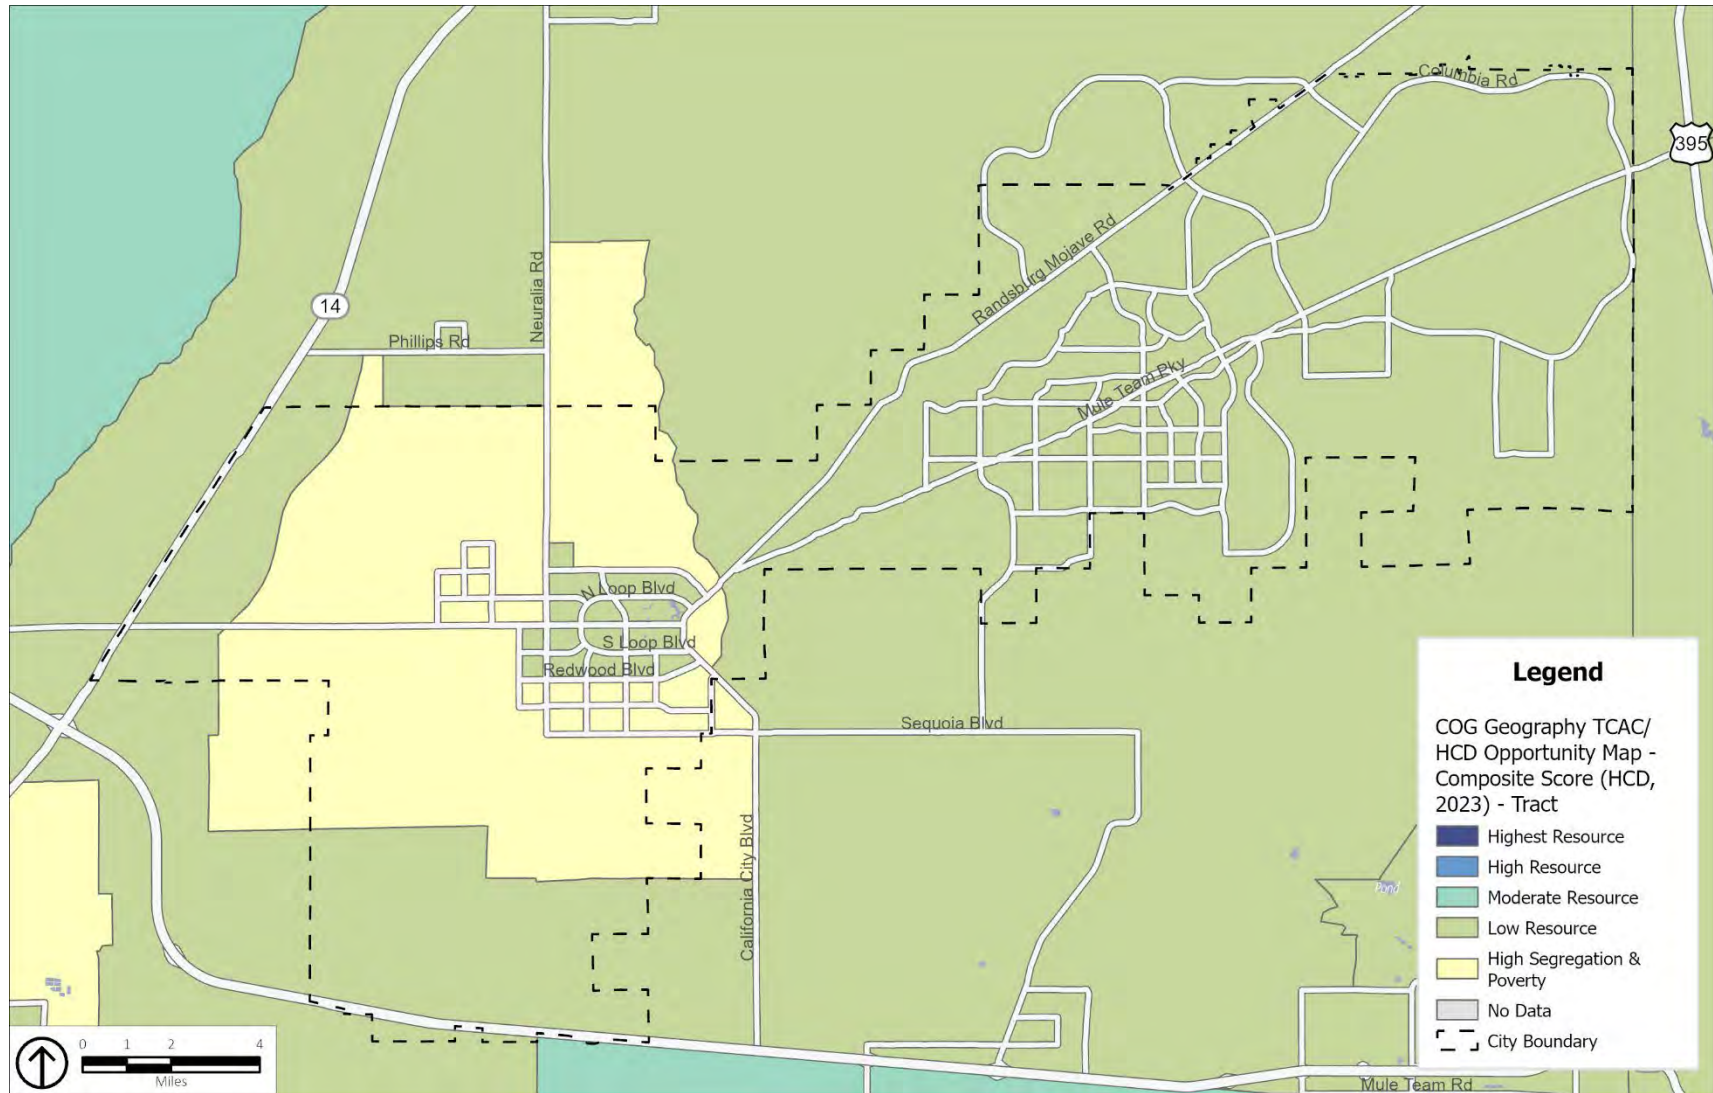 Columbia Rd
395
Randsburg Mojave Rd
Neuralia Rd
14
Phillips Rd
Mule Team Pky
N Loop Blvd
S Loop Blvd
Redwood Blvd
Sequoia Blvd
California City Blvd
Legend
COG Geography TCAC/
HCD Opportunity Map -
Composite Score (HCD,
2023) - Tract
Highest Resource
High Resource
Moderate Resource
Low Resource
High Segregation &
Poverty
No Data
City Boundary
Pond
0 1 2 4
Miles
Mule Team Rd